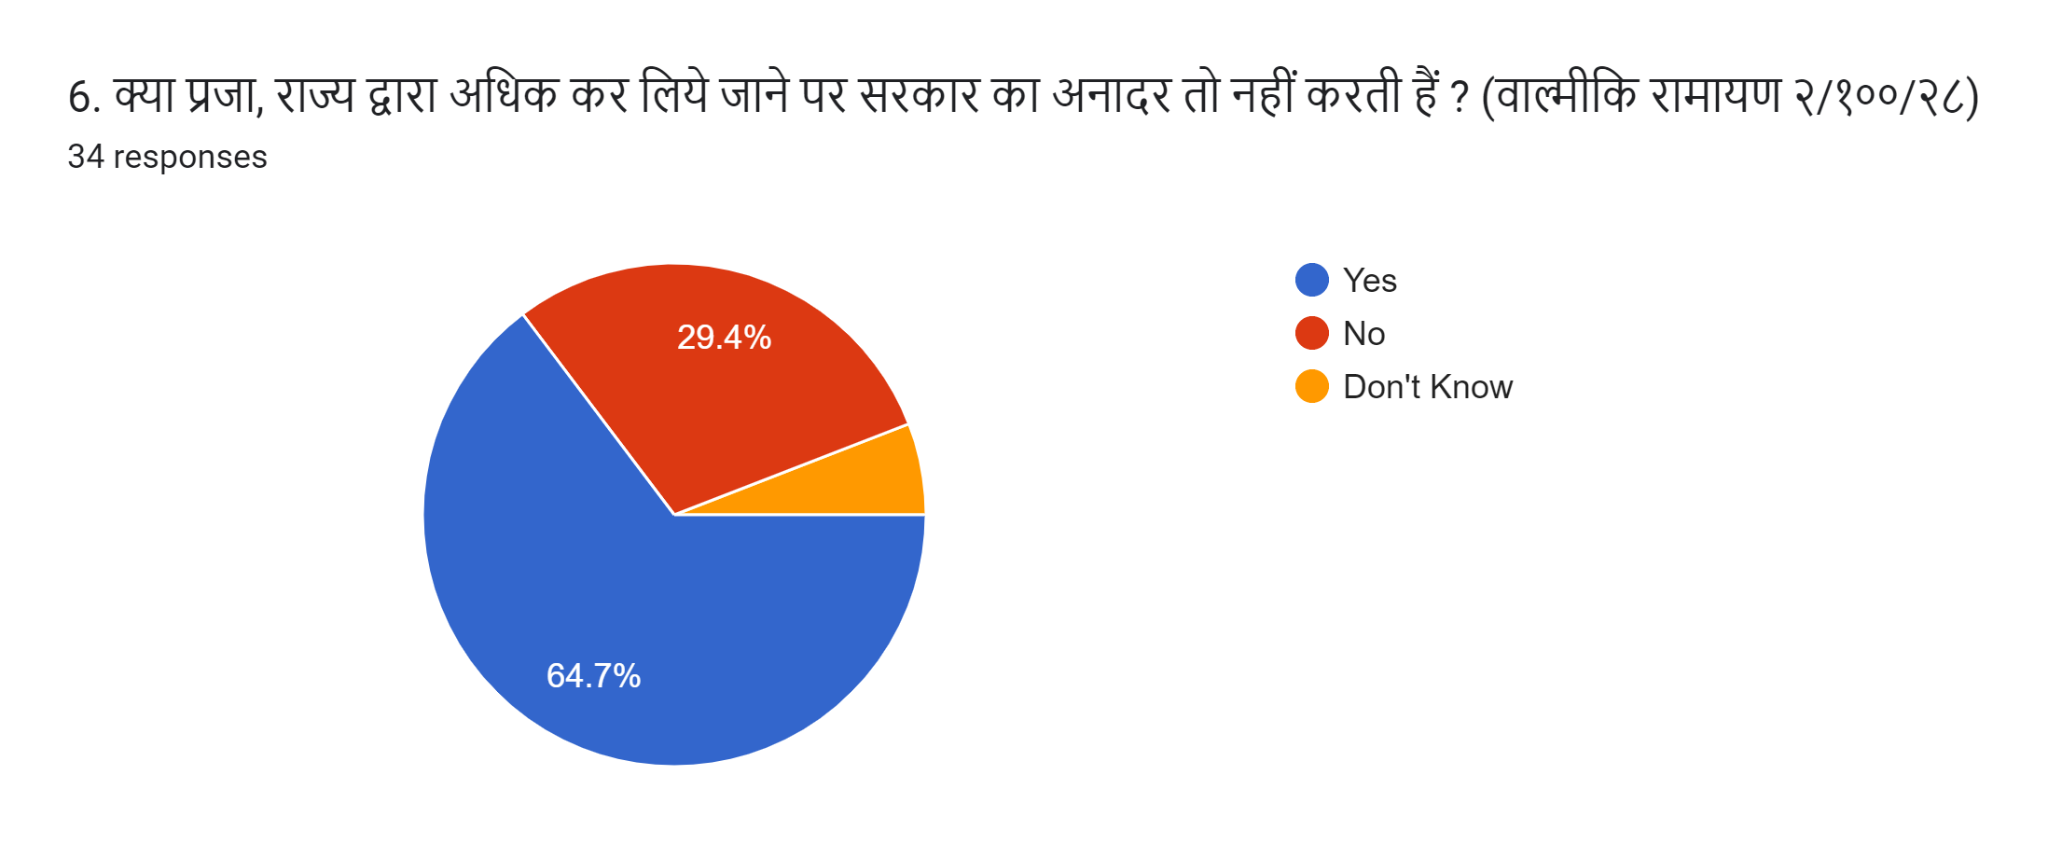 6. क्या प्रजा, राज्य द्वारा अधिक कर लिये जाने पर सरकार का अनादर तो नहीं करती हैं ? (वाल्मीकि रामायण २/१००/२८)
34 responses
29.4%
64.7%
Yes
No
Don't Know